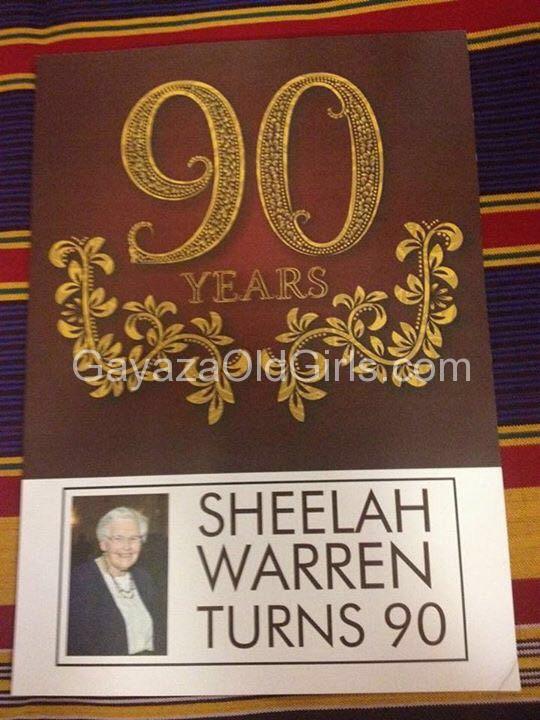 90
YEARS
GayazaOldGirls.com
SHEELAH
WARREN
TURNS 90